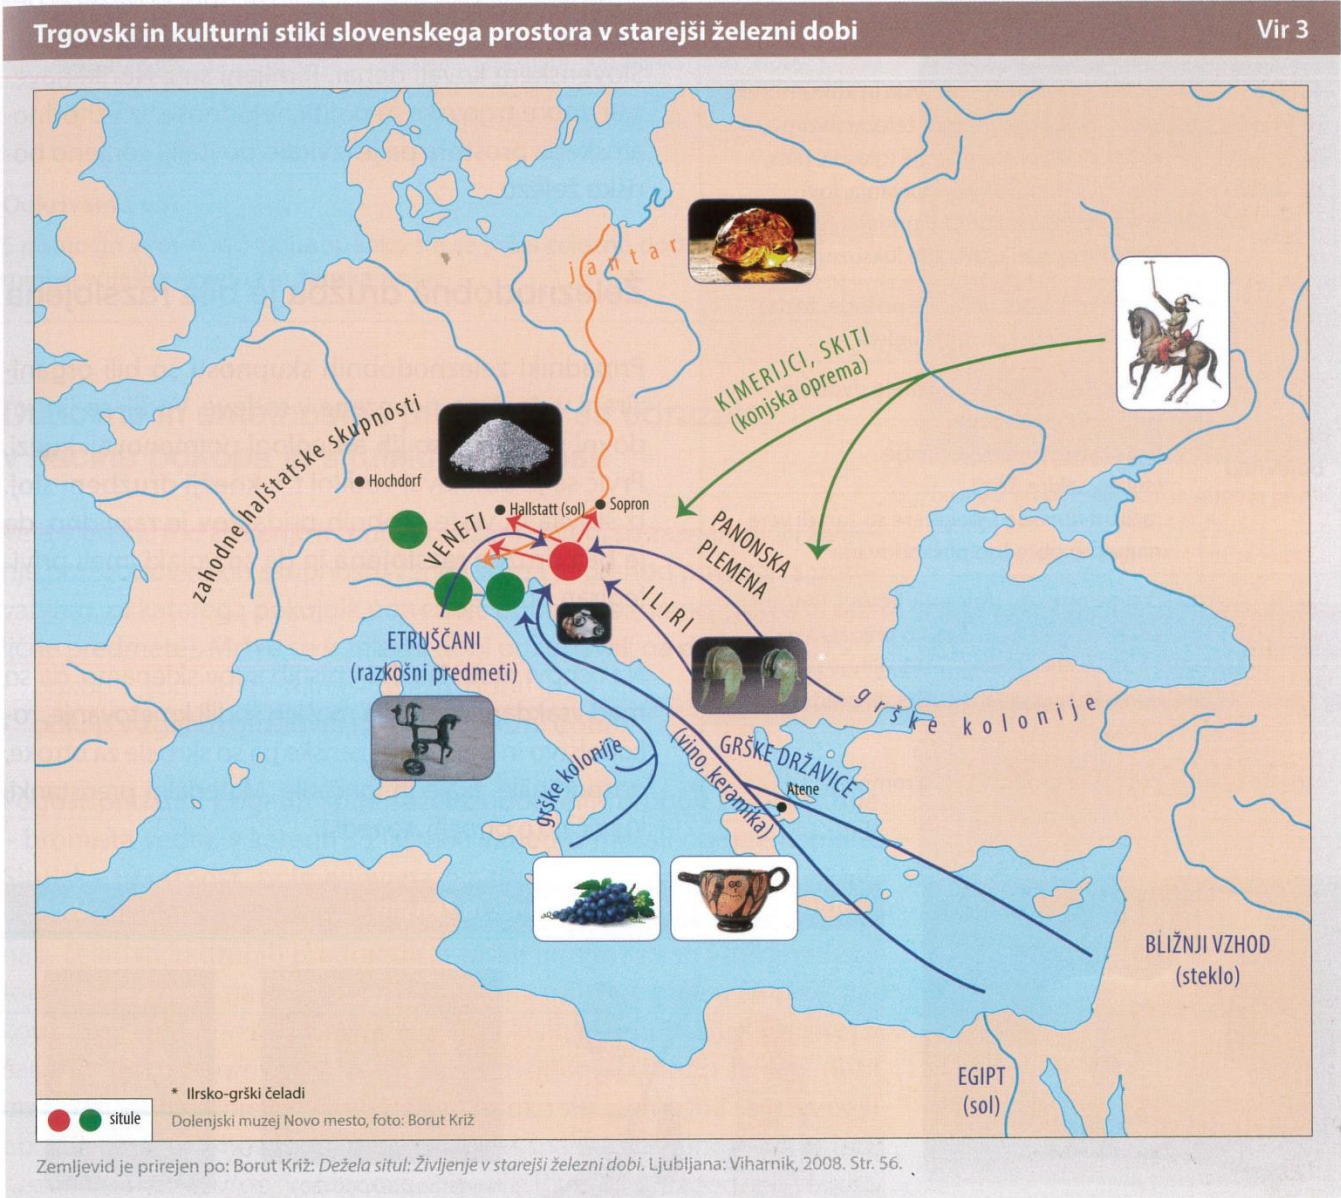 Trgovski in kulturni stiki slovenskega prostora v starejši železni dobi
Vir 3
jantar
KIMERIJCI, SKITI
(konjska oprema)
zahodne halštatske skupnosti
Hochdorf
Hallstatt (sol)
Sopron
VENETI
PANONSKA
PLEMENA
ILIRI
ETRUŠČANI
(razkošni predmeti)
grške kolonije
grške kolonije
GRŠKE DRŽAVICE
(vino, keramika)
Atene
BLIŽNJI VZHOD
(steklo)
EGIPT
(sol)
* Ilrsko-grški čeladi
situle
Dolenjski muzej Novo mesto, foto: Borut Križ
Zemljevid je prirejen po: Borut Križ: Dežela situl: Življenje v starejši železni dobi. Ljubljana: Viharnik, 2008. Str. 56.